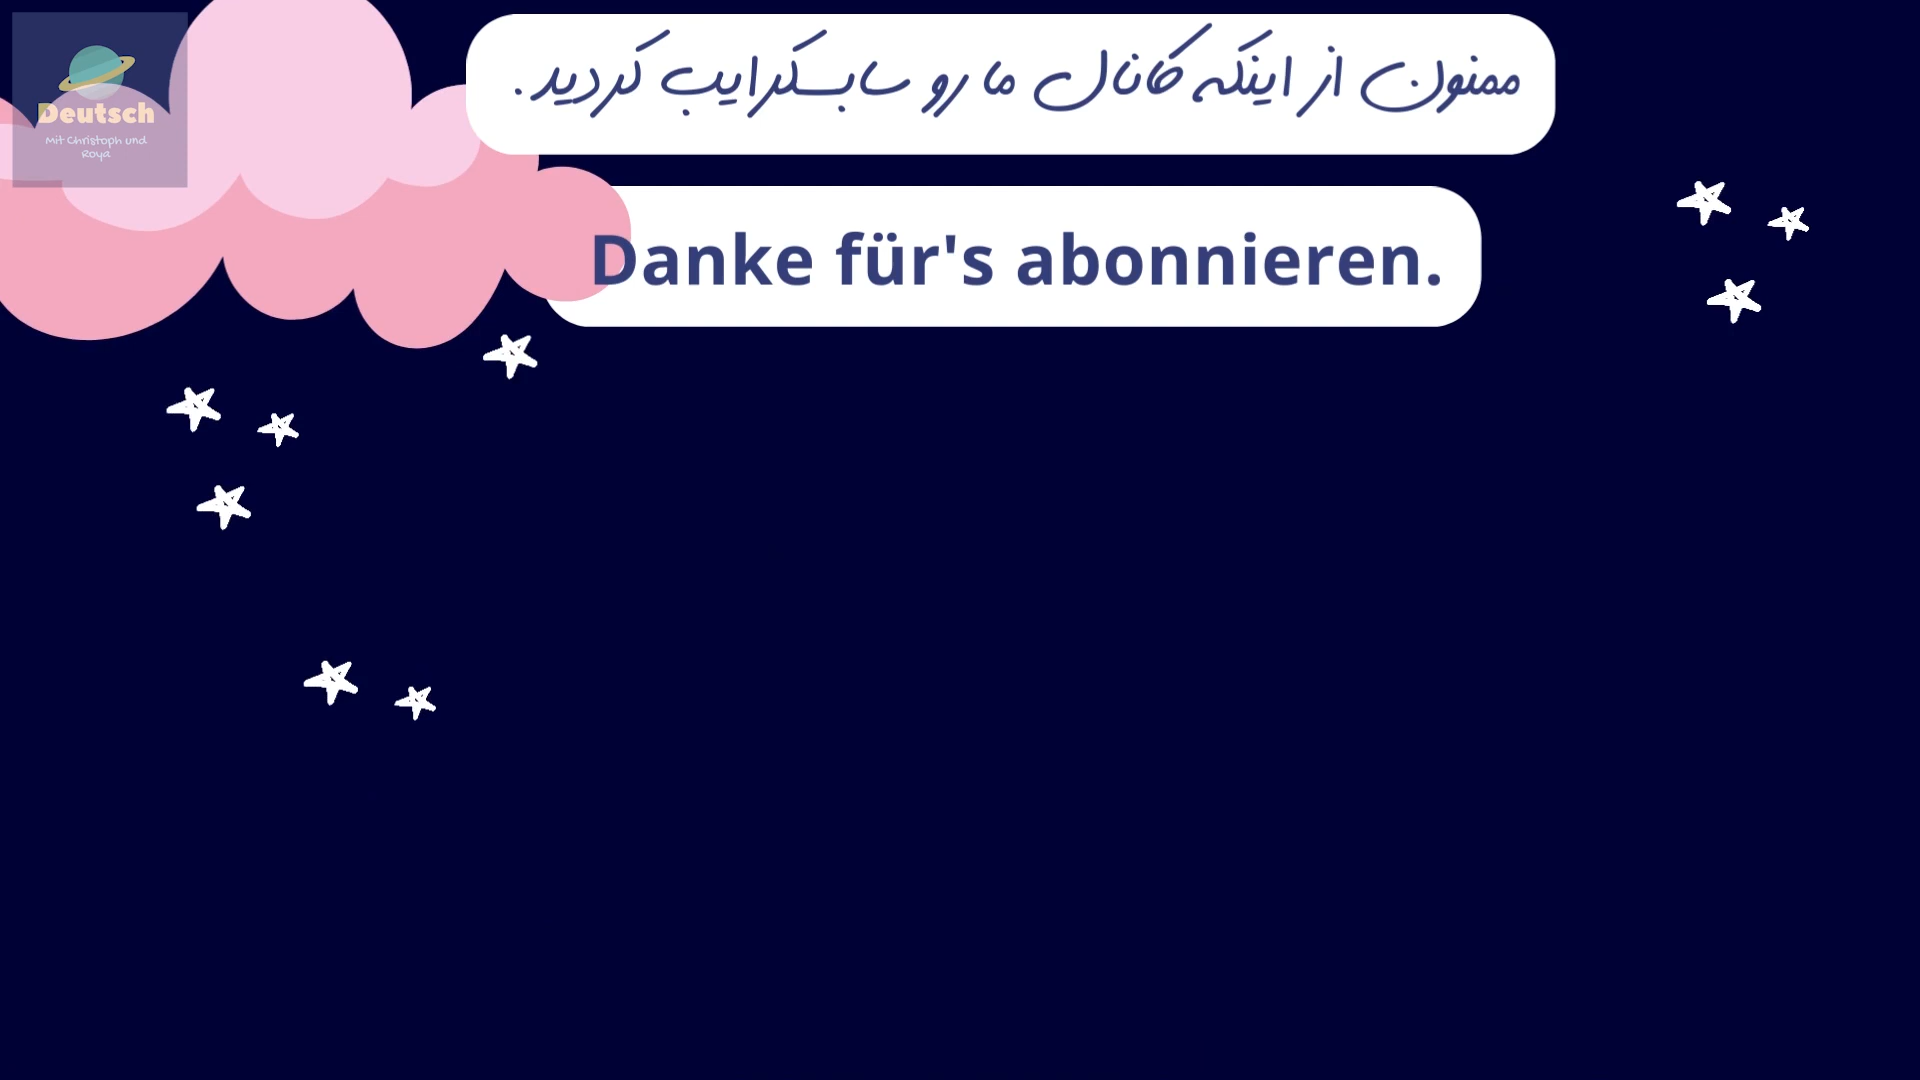 Deutsch
Mit Christoph und
Roya
ممنون از اینکه کانال ما رو سابسکرایب کردید.
Danke für's abonnieren.